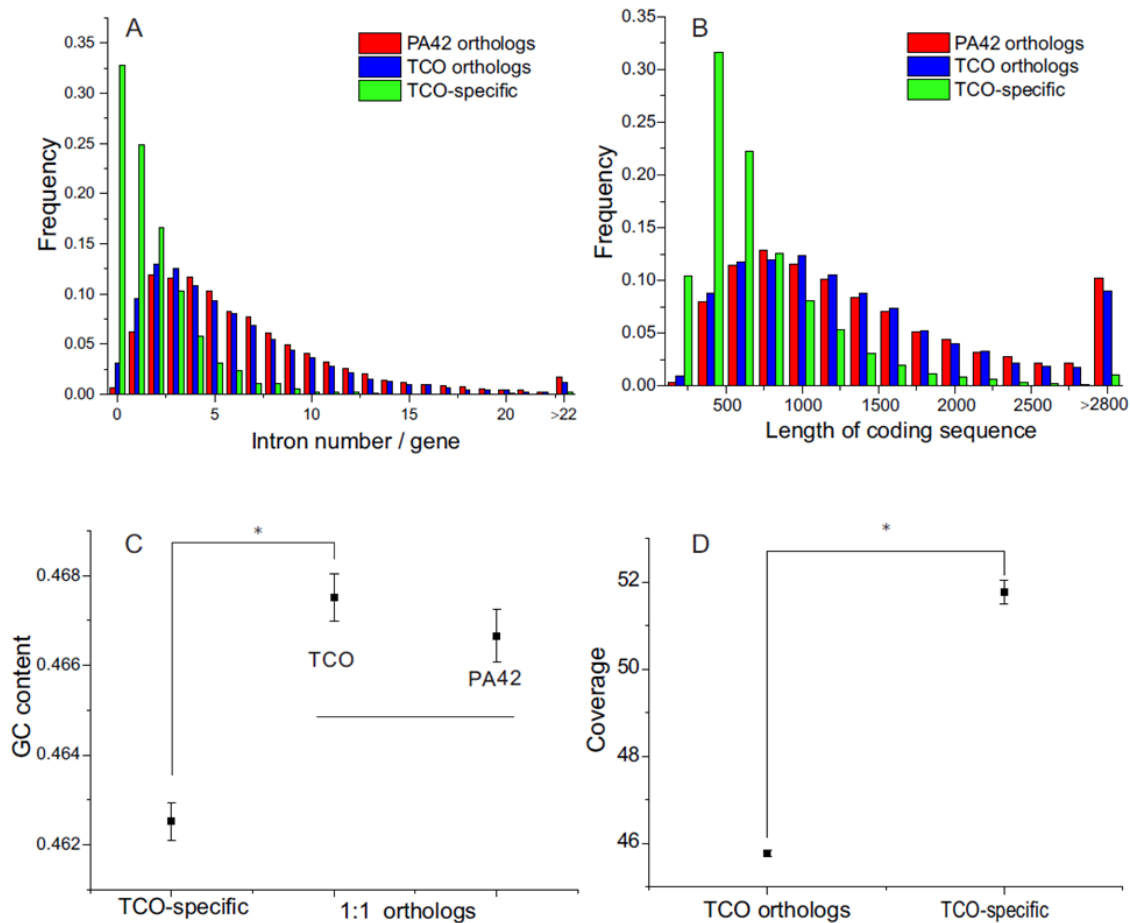 A
PA42 orthologs
TCO orthologs
TCO-specific
0.35
0.30
0.25
0.20
0.15
0.10
0.05
0.00
Frequency
0 5 10 15 20 >22
Intron number / gene
B
PA42 orthologs
TCO orthologs
TCO-specific
0.35
0.30
0.25
0.20
0.15
0.10
0.05
0.00
Frequency
500 1000 1500 2000 2500 >2800
Length of coding sequence
C
*
0.468
0.466
0.464
0.462
GC content
TCO
PA42
TCO-specific 1:1 orthologs
D
*
52
50
48
46
Coverage
TCO orthologs TCO-specific